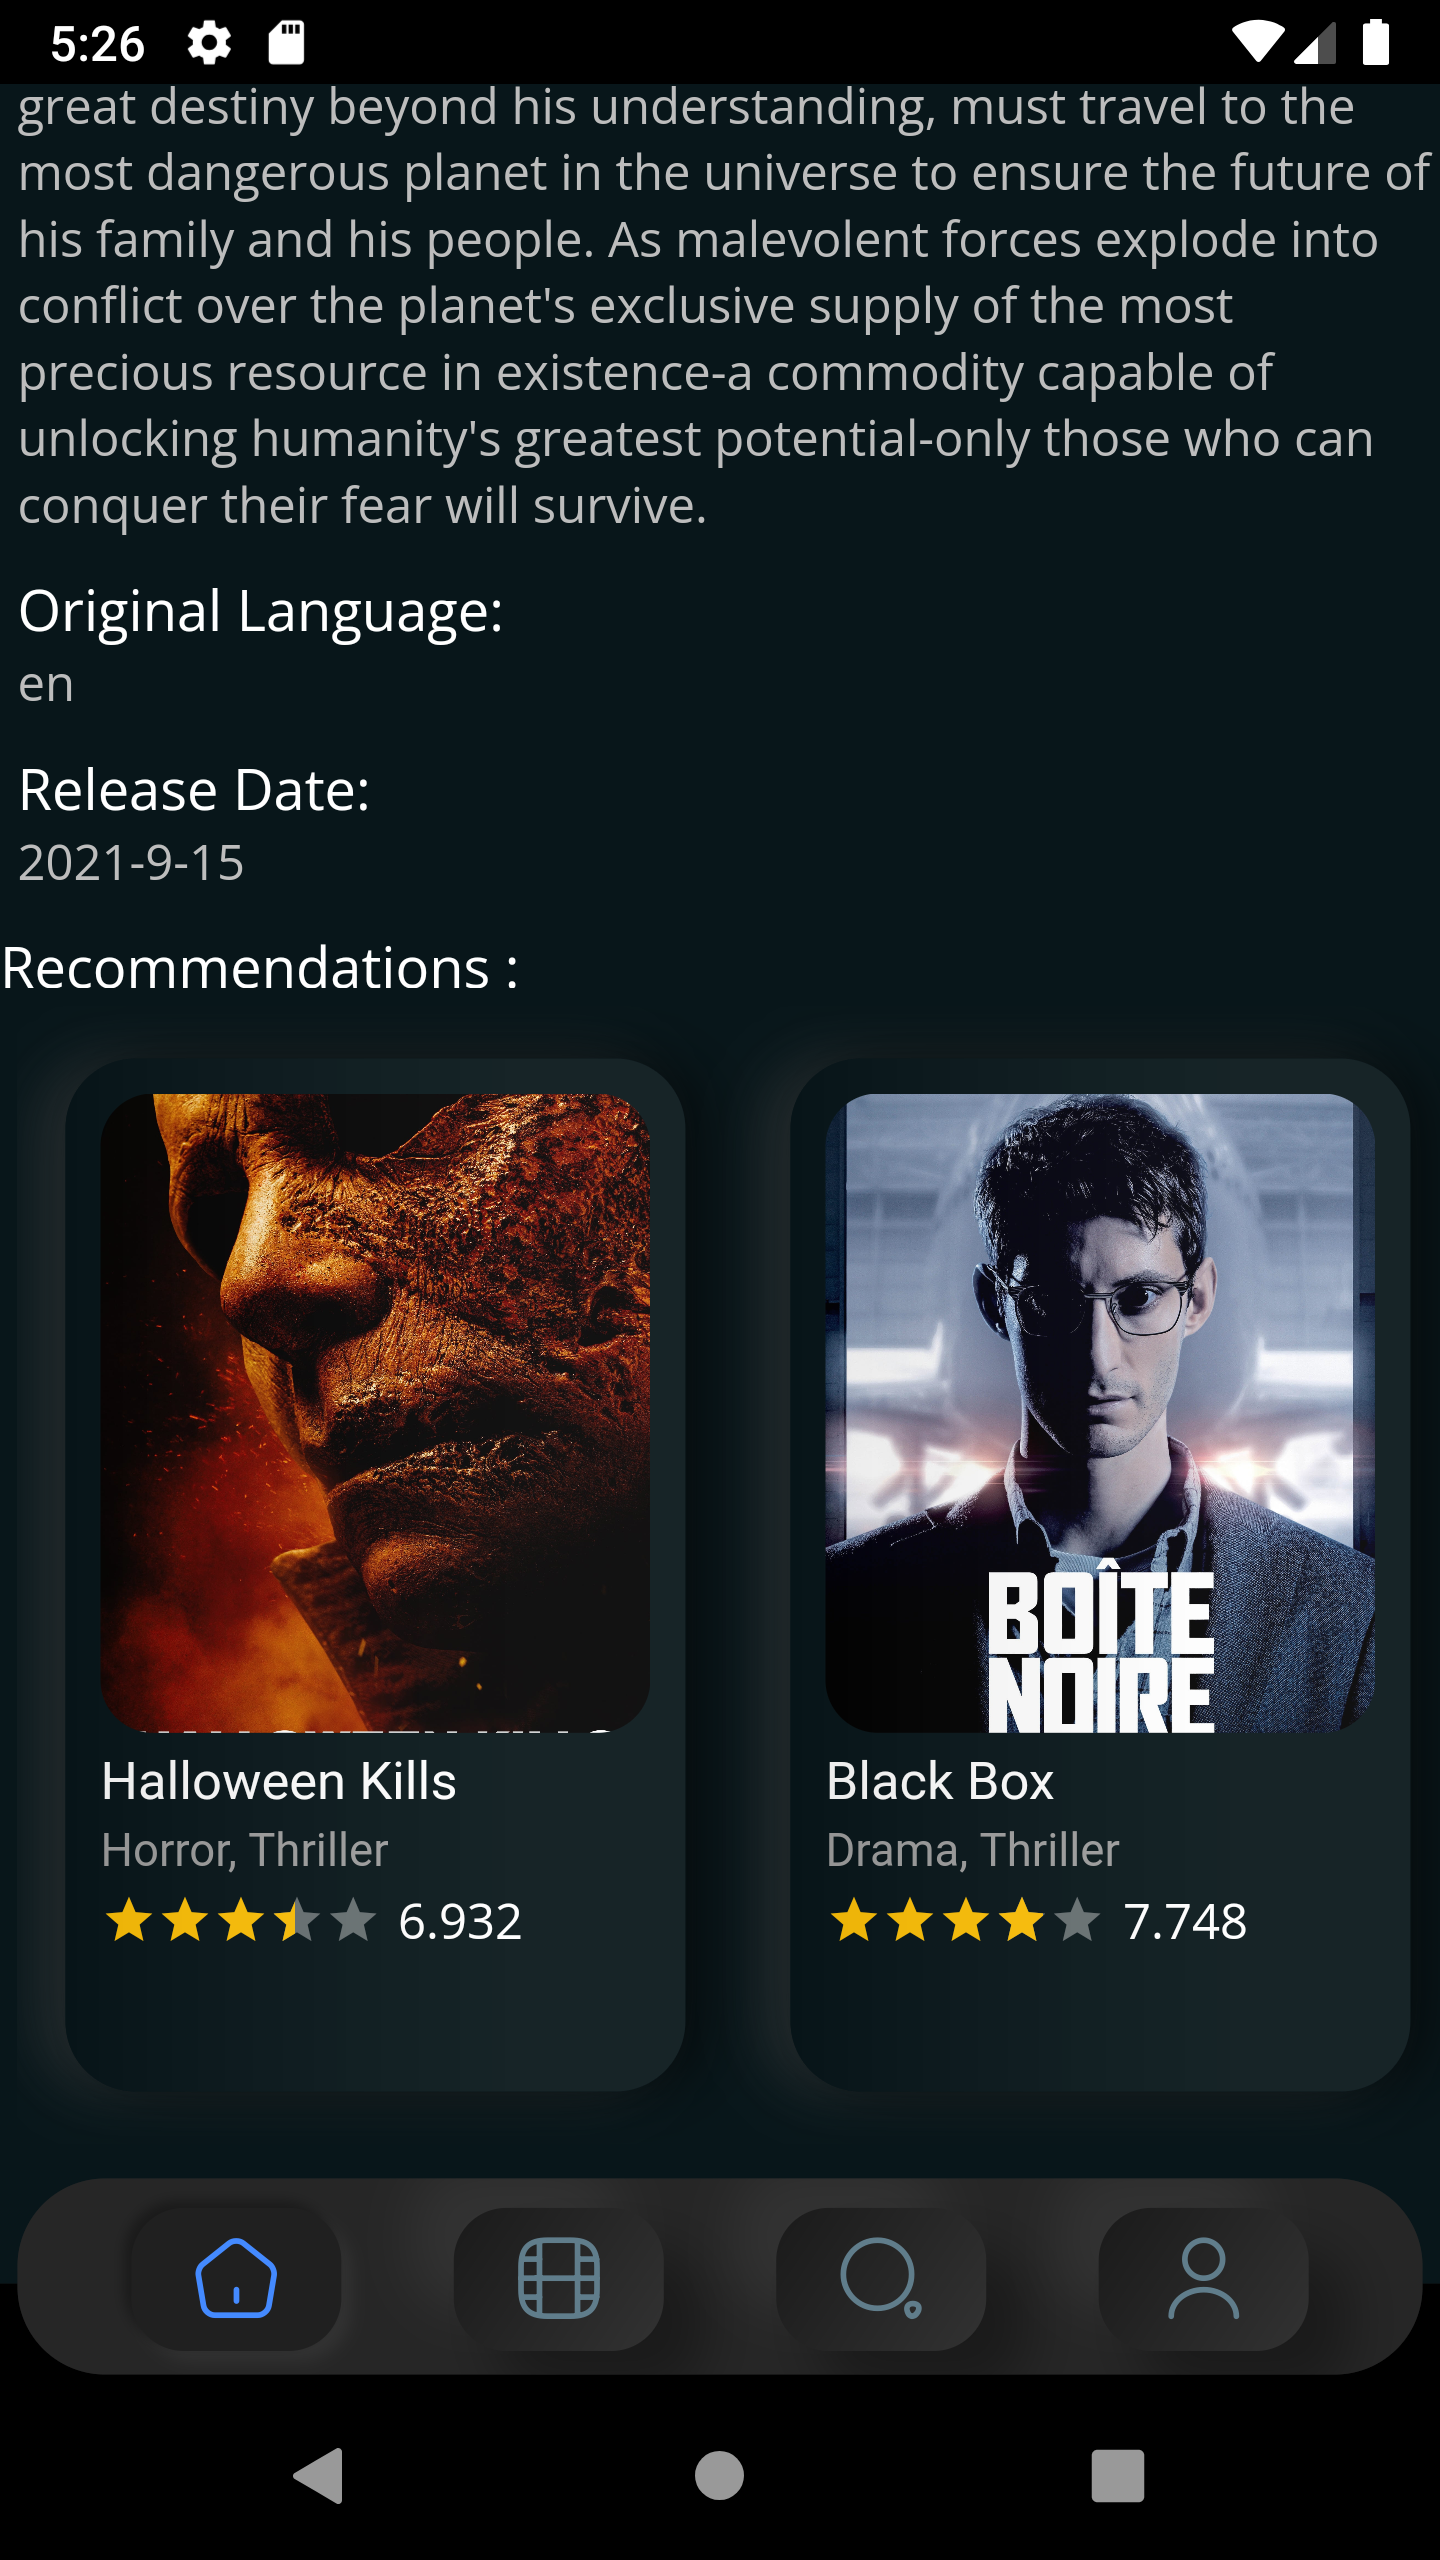 5:26
great destiny beyond his understanding, must travel to the
most dangerous planet in the universe to ensure the future of
his family and his people. As malevolent forces explode into
conflict over the planet's exclusive supply of the most
precious resource in existence-a commodity capable of
unlocking humanity's greatest potential-only those who can
conquer their fear will survive.
Original Language:
en
Release Date:
2021-9-15
Recommendations :
BOÎTE
NOIRE
Halloween Kills
Horror, Thriller
6.932
Black Box
Drama, Thriller
7.748